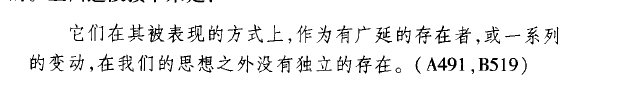 它们在其被表现的方式上,作为有广延的存在者,或一系列
的变动,在我们的思想之外没有独立的存在。(A491,B519)